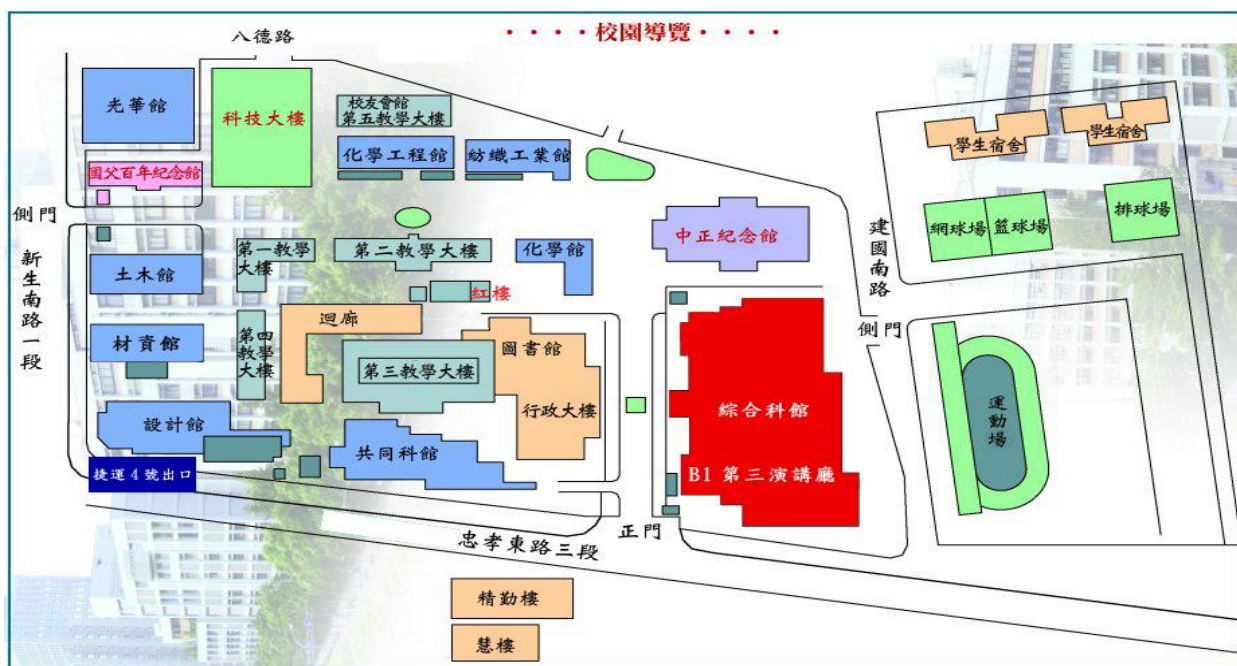 ····校園導覽····
八德路
光華館
科技大樓
校友會館
第五教學大樓
化學工程館
紡織工業館
學生宿舍
學生宿舍
國父百年紀念館
側門
新生南路一段
網球場
籃球場
排球場
建國南路
中正紀念館
第一教學
大樓
第二教學大樓
化學館
土木館
紅樓
迴廊
圖書館
側門
材資館
第四
教學
大樓
第三教學大樓
行政大樓
綜合科館
運動場
設計館
共同科館
B1 第三演講廳
捷運4號出口
正門
忠孝東路三段
精勤樓
慧樓